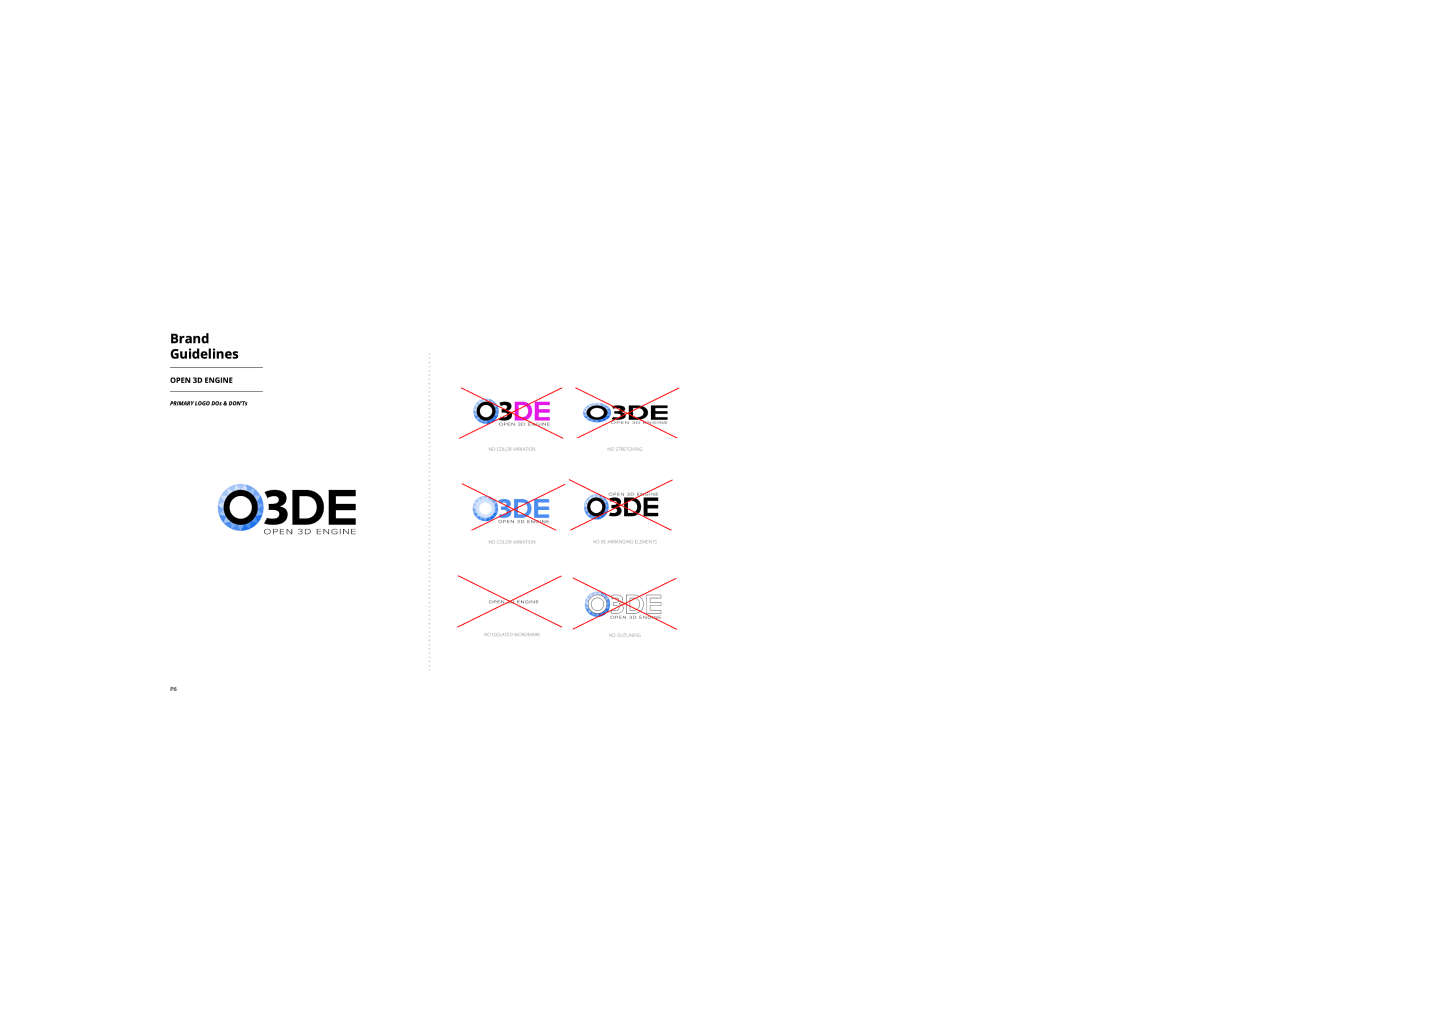 Brand
Guidelines
OPEN 3D ENGINE
PRIMARY LOGO DOs & DON'Ts
O3DE
OPEN 3D ENGINE
O3DE
OPEN 3D ENGINE
NO COLOR VARIATION
O3DE
OPEN 3D ENGINE
NO STRETCHING
O3DE
OPEN 3D ENGINE
NO COLOR VARIATION
OPEN 3D ENGINE
O3DE
NO RE-ARRANGING ELEMENTS
OPEN 3D ENGINE
NO ISOLATED WORDMARK
O3DE
OPEN 3D ENGINE
NO OUTLINING
P6